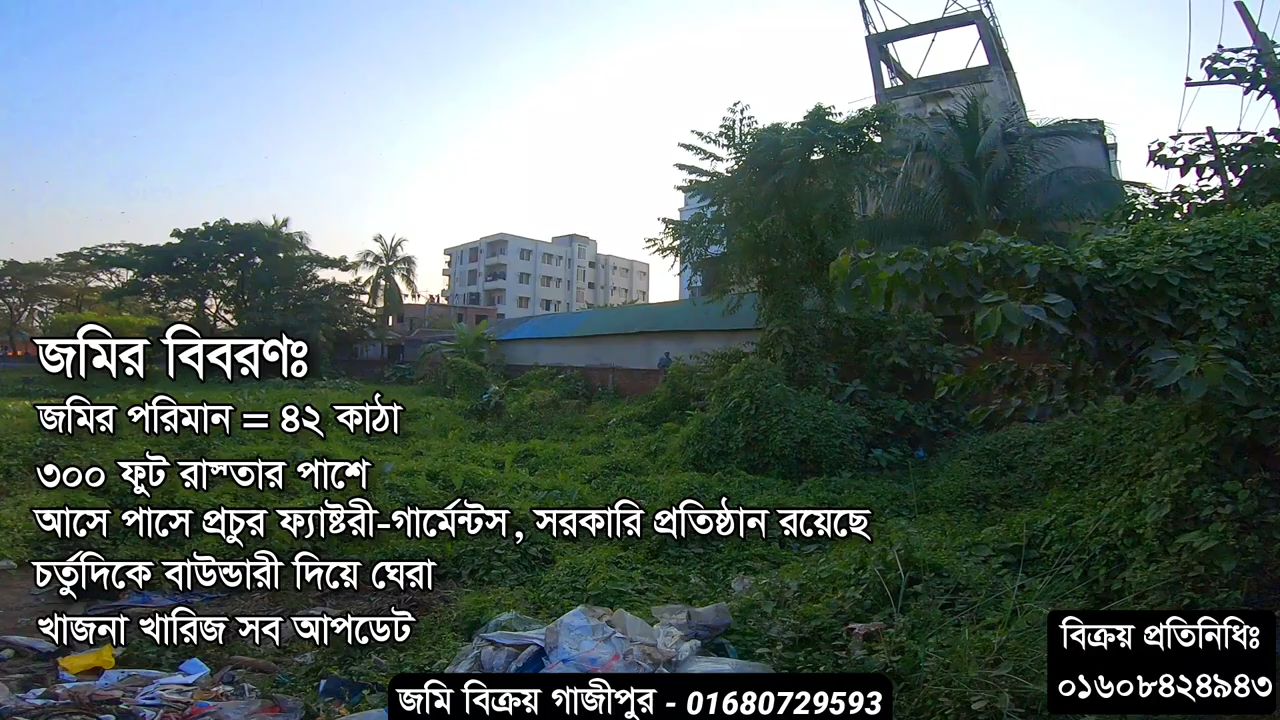 জমির বিবরণঃ
জমির পরিমান = ৪২ কাঠা
৩০০ ফুট রাস্তার পাশে
আসে পাসে প্রচুর ফ্যাক্টরী-গার্মেন্টস, সরকারি প্রতিষ্ঠান রয়েছে
চর্তুদিকে বাউন্ডারী দিয়ে ঘেরা
খাজনা খারিজ সব আপডেট
বিক্রয় প্রতিনিধিঃ
০১৬০৮৪২৪৯৪৩
জমি বিক্রয় গাজীপুর - 01680729593